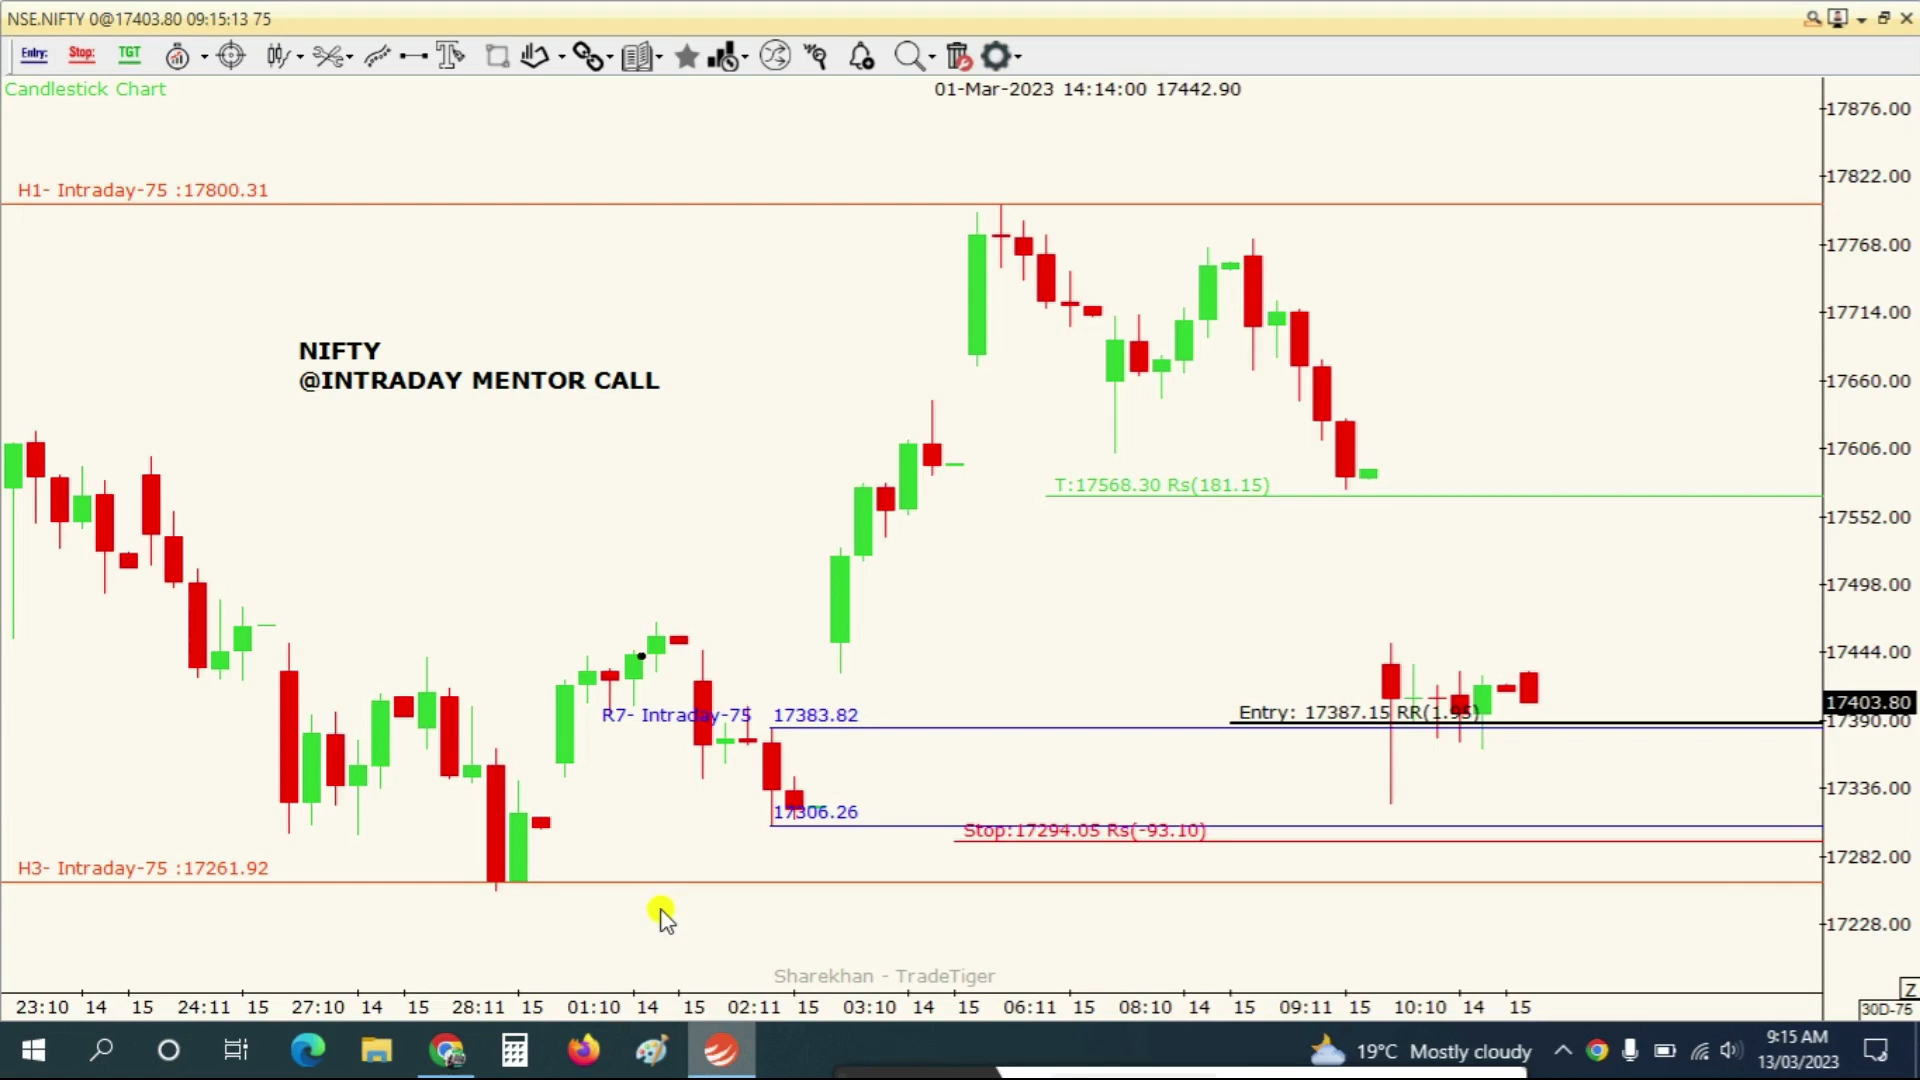 NSE.NIFTY 0@17403.80 09:15:13 75
Entry: Stop: TGT
Candlestick Chart
01-Mar-2023 14:14:00 17442.90
17876.00
17822.00
H1- Intraday-75 :17800.31
17768.00
17714.00
NIFTY
@INTRADAY MENTOR CALL
17660.00
17606.00
T:17568.30 Rs(181.15)
17552.00
17498.00
17444.00
17403.80
R7- Intraday-75 17383.82
Entry: 17387.15 RR(1.95)
17390.00
17336.00
17306.26
Stop:17294.05 Rs(-93.10)
17282.00
H3- Intraday-75 :17261.92
17228.00
Sharekhan - TradeTiger
Z
23:10 14 15 24:11 15 27:10 14 15 28:11 15 01:10 14 15 02:11 15 03:10 14 15 06:11 15 08:10 14 15 09:11 15 10:10 14 15
30D-75
19°C Mostly cloudy
9:15 AM
13/03/2023